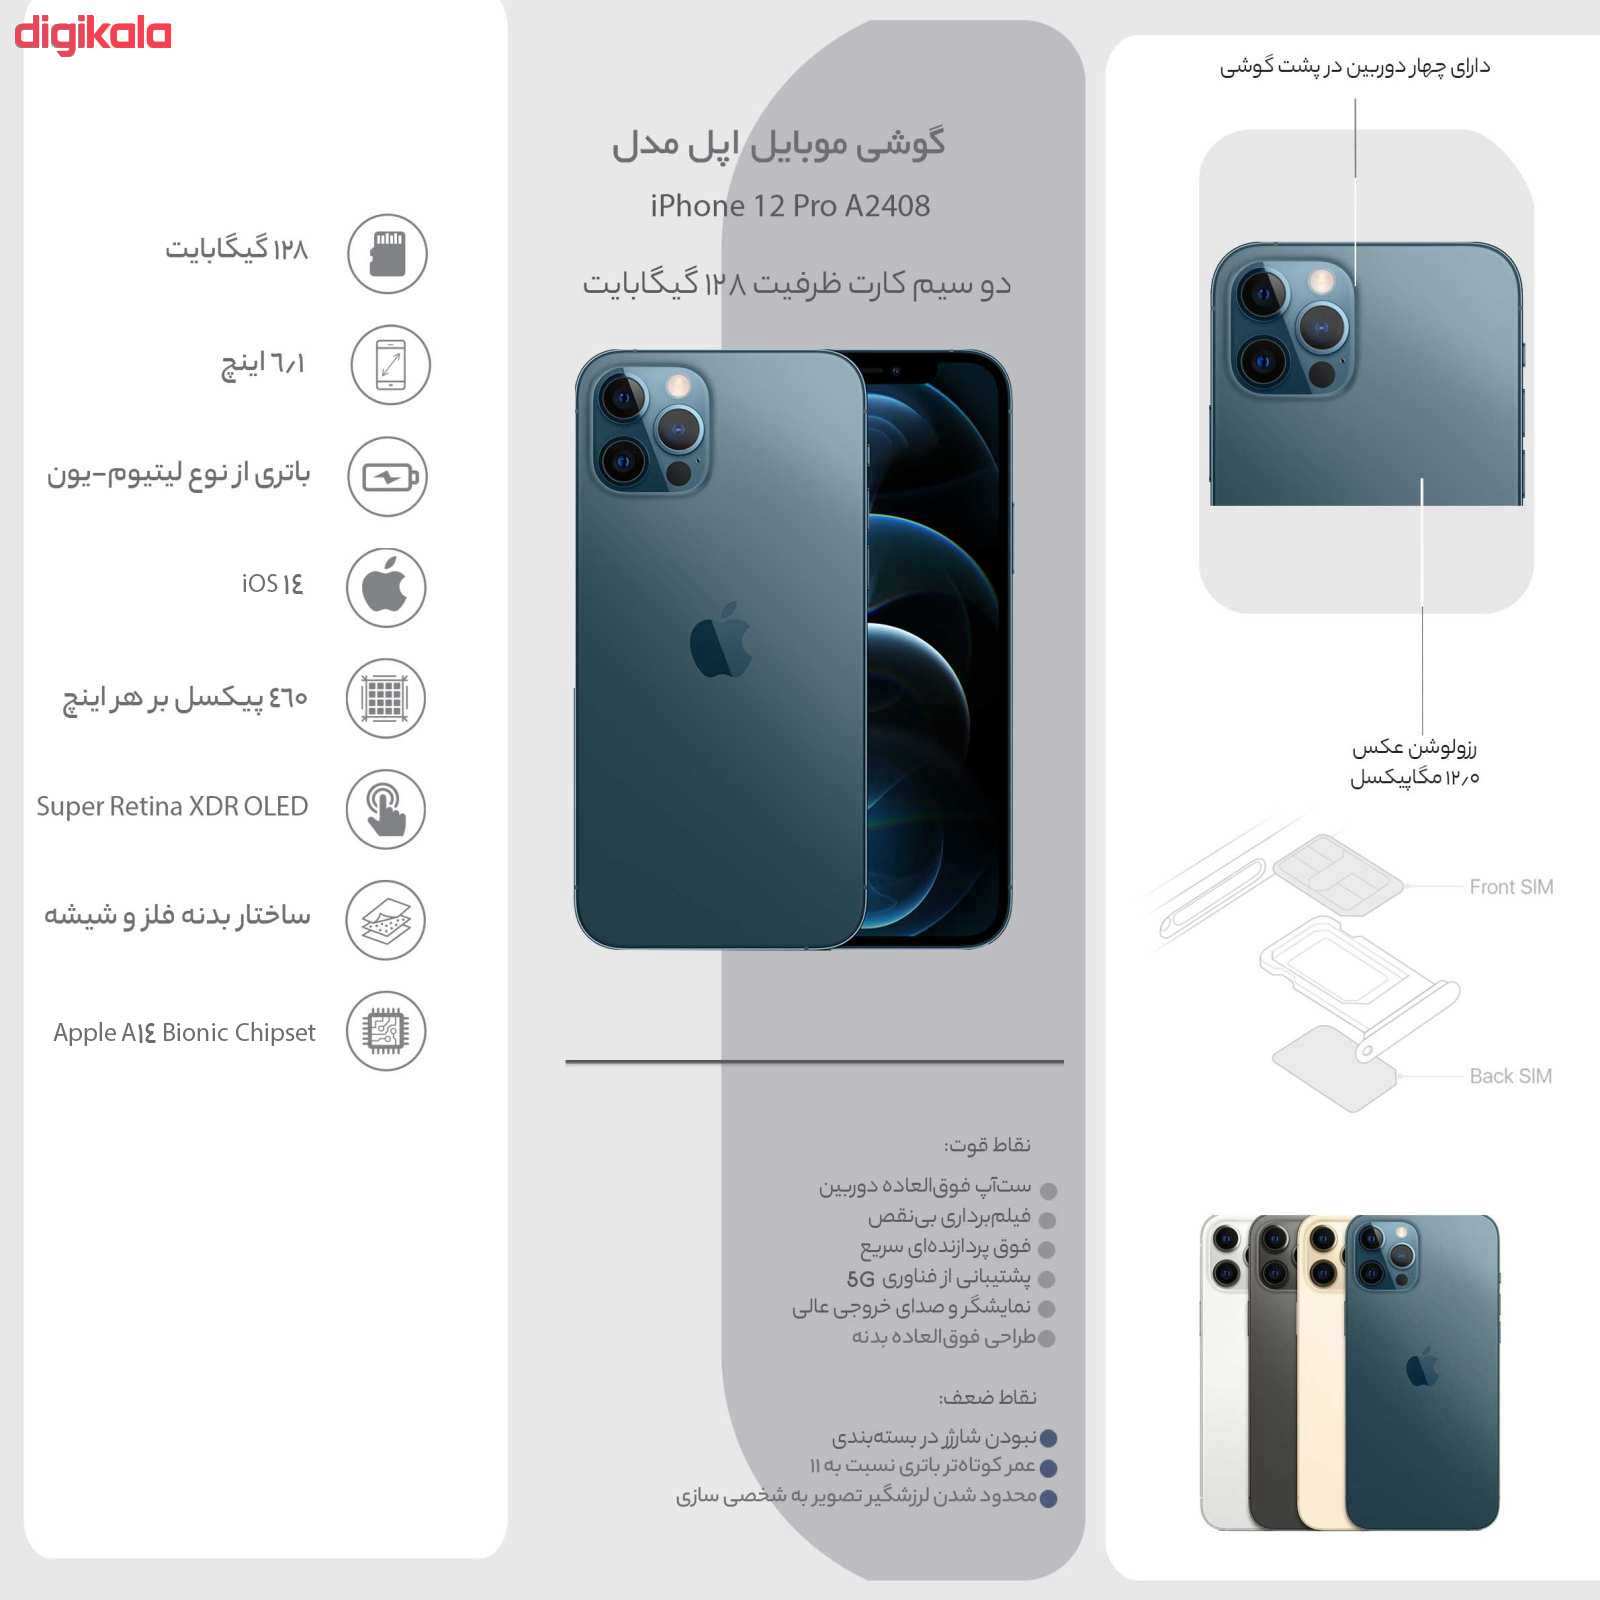 digikala
دارای چهار دوربین در پشت گوشی
رزولوشن عکس
۱۲٫۰ مگاپیکسل
Front SIM
Back SIM
گوشی موبایل اپل مدل
iPhone 12 Pro A2408
دو سیم کارت ظرفیت ۱۲۸ گیگابایت
نقاط قوت:
ست‌آپ فوق‌العاده دوربین
فیلم‌برداری بی‌نقص
فوق پردازنده‌ای سریع
پشتیبانی از فناوری 5G
نمایشگر و صدای خروجی عالی
طراحی فوق‌العاده بدنه
نقاط ضعف:
نبودن شارژر در بسته‌بندی
عمر کوتاه‌تر باتری نسبت به ۱۱
محدود شدن لرزشگیر تصویر به شخصی سازی
۱۲۸ گیگابایت
٦٫۱ اینچ
باتری از نوع لیتیوم-یون
iOS ۱٤
٤٦۰ پیکسل بر هر اینچ
Super Retina XDR OLED
ساختار بدنه فلز و شیشه
Apple A۱٤ Bionic Chipset